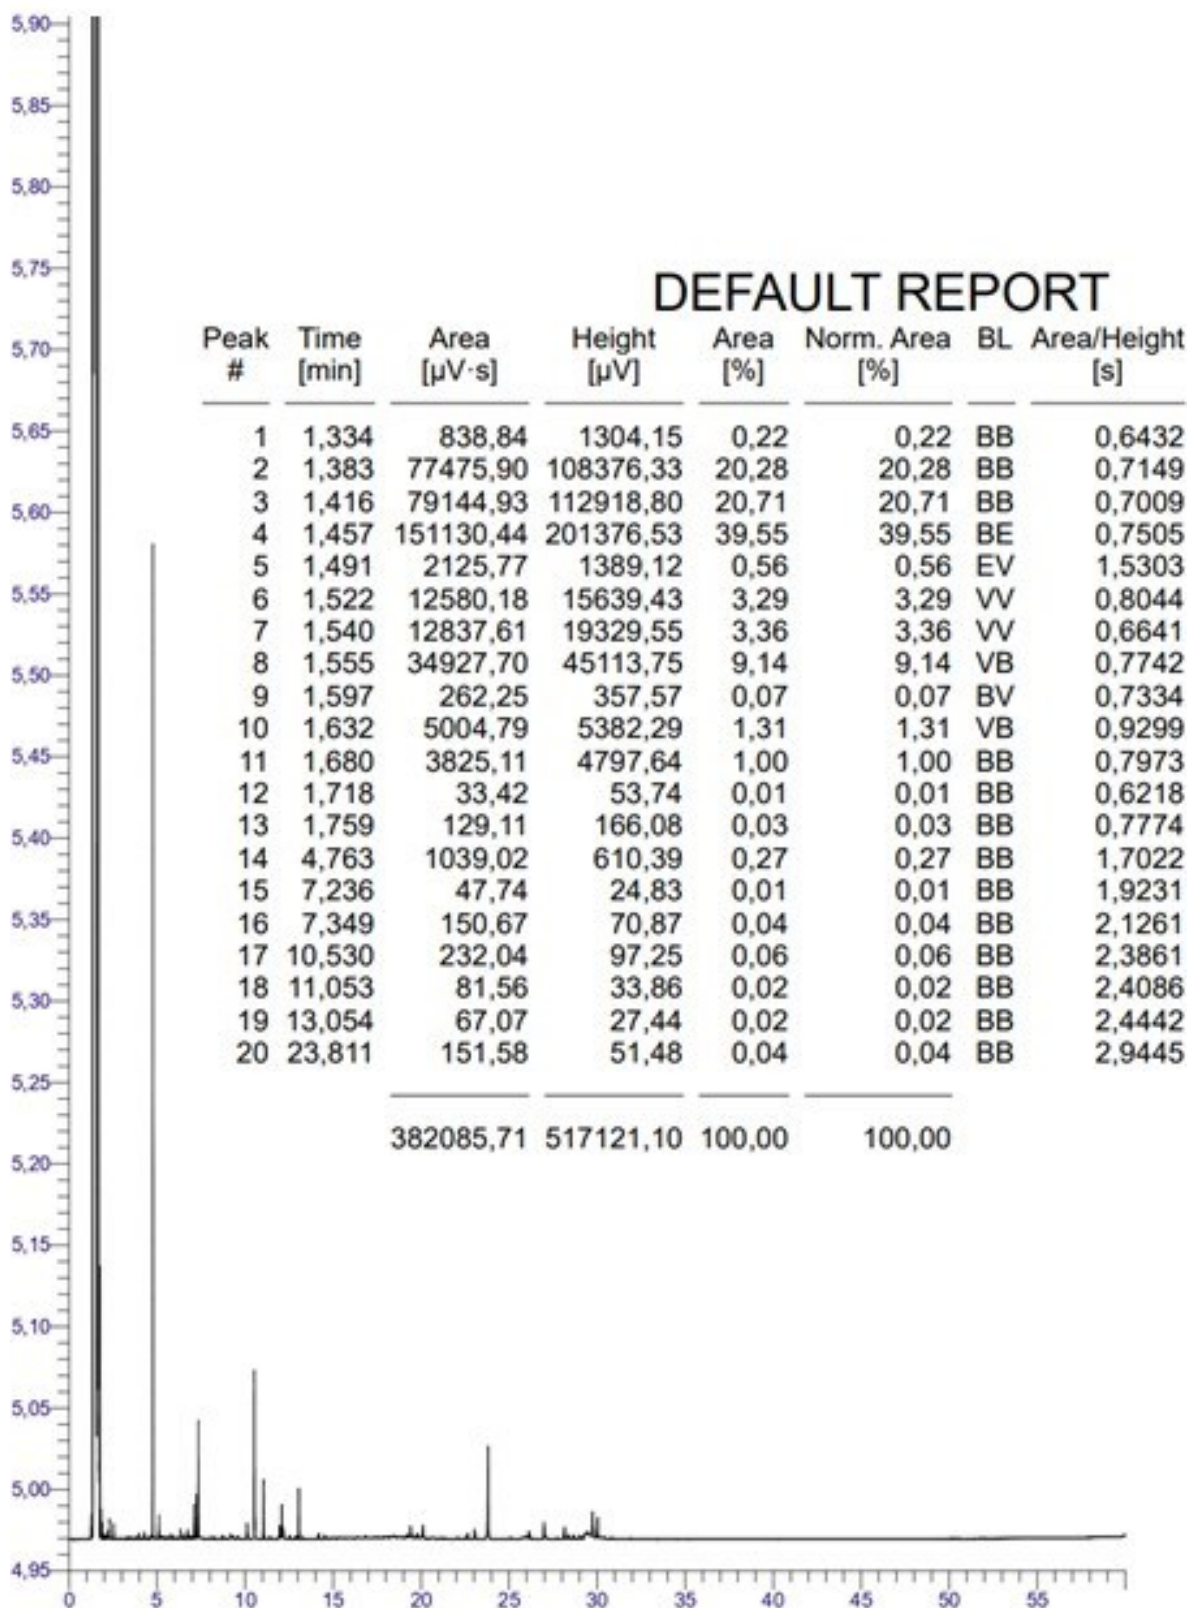 5,90
5,85
5,80
5,75
DEFAULT REPORT
5,70
Peak Time Area Height Area Norm. Area BL Area/Height
# [min] [µV·s] [µV] [%] [%] [s]
5,65
1 1,334 838,84 1304,15 0,22 0,22 BB 0,6432
2 1,383 77475,90 108376,33 20,28 20,28 BB 0,7149
3 1,416 79144,93 112918,80 20,71 20,71 BB 0,7009
5,60
4 1,457 151130,44 201376,53 39,55 39,55 BE 0,7505
5 1,491 2125,77 1389,12 0,56 0,56 EV 1,5303
5,55
6 1,522 12580,18 15639,43 3,29 3,29 VV 0,8044
7 1,540 12837,61 19329,55 3,36 3,36 VV 0,6641
8 1,555 34927,70 45113,75 9,14 9,14 VB 0,7742
5,50
9 1,597 262,25 357,57 0,07 0,07 BV 0,7334
10 1,632 5004,79 5382,29 1,31 1,31 VB 0,9299
5,45
11 1,680 3825,11 4797,64 1,00 1,00 BB 0,7973
12 1,718 33,42 53,74 0,01 0,01 BB 0,6218
13 1,759 129,11 166,08 0,03 0,03 BB 0,7774
5,40
14 4,763 1039,02 610,39 0,27 0,27 BB 1,7022
15 7,236 47,74 24,83 0,01 0,01 BB 1,9231
5,35
16 7,349 150,67 70,87 0,04 0,04 BB 2,1261
17 10,530 232,04 97,25 0,06 0,06 BB 2,3861
18 11,053 81,56 33,86 0,02 0,02 BB 2,4086
5,30
19 13,054 67,07 27,44 0,02 0,02 BB 2,4442
20 23,811 151,58 51,48 0,04 0,04 BB 2,9445
5,25
382085,71 517121,10 100,00 100,00
5,20
5,15
5,10
5,05
5,00
4,95
0 5 10 15 20 25 30 35 40 45 50 55